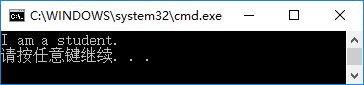 C:\WINDOWS\system32\cmd.exe
I am a student.
请按任意键继续. . .